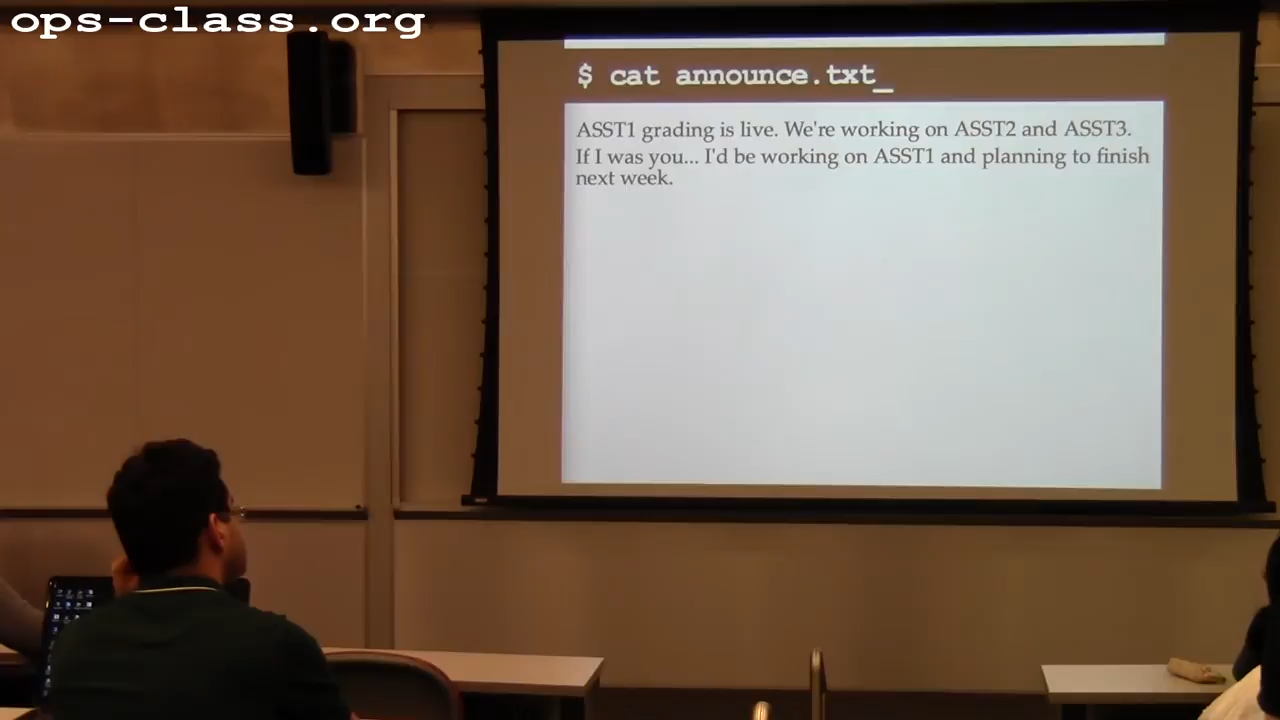 ops-class.org
$ cat announce.txt_
ASST1 grading is live. We're working on ASST2 and ASST3.
If I was you... I'd be working on ASST1 and planning to finish
next week.